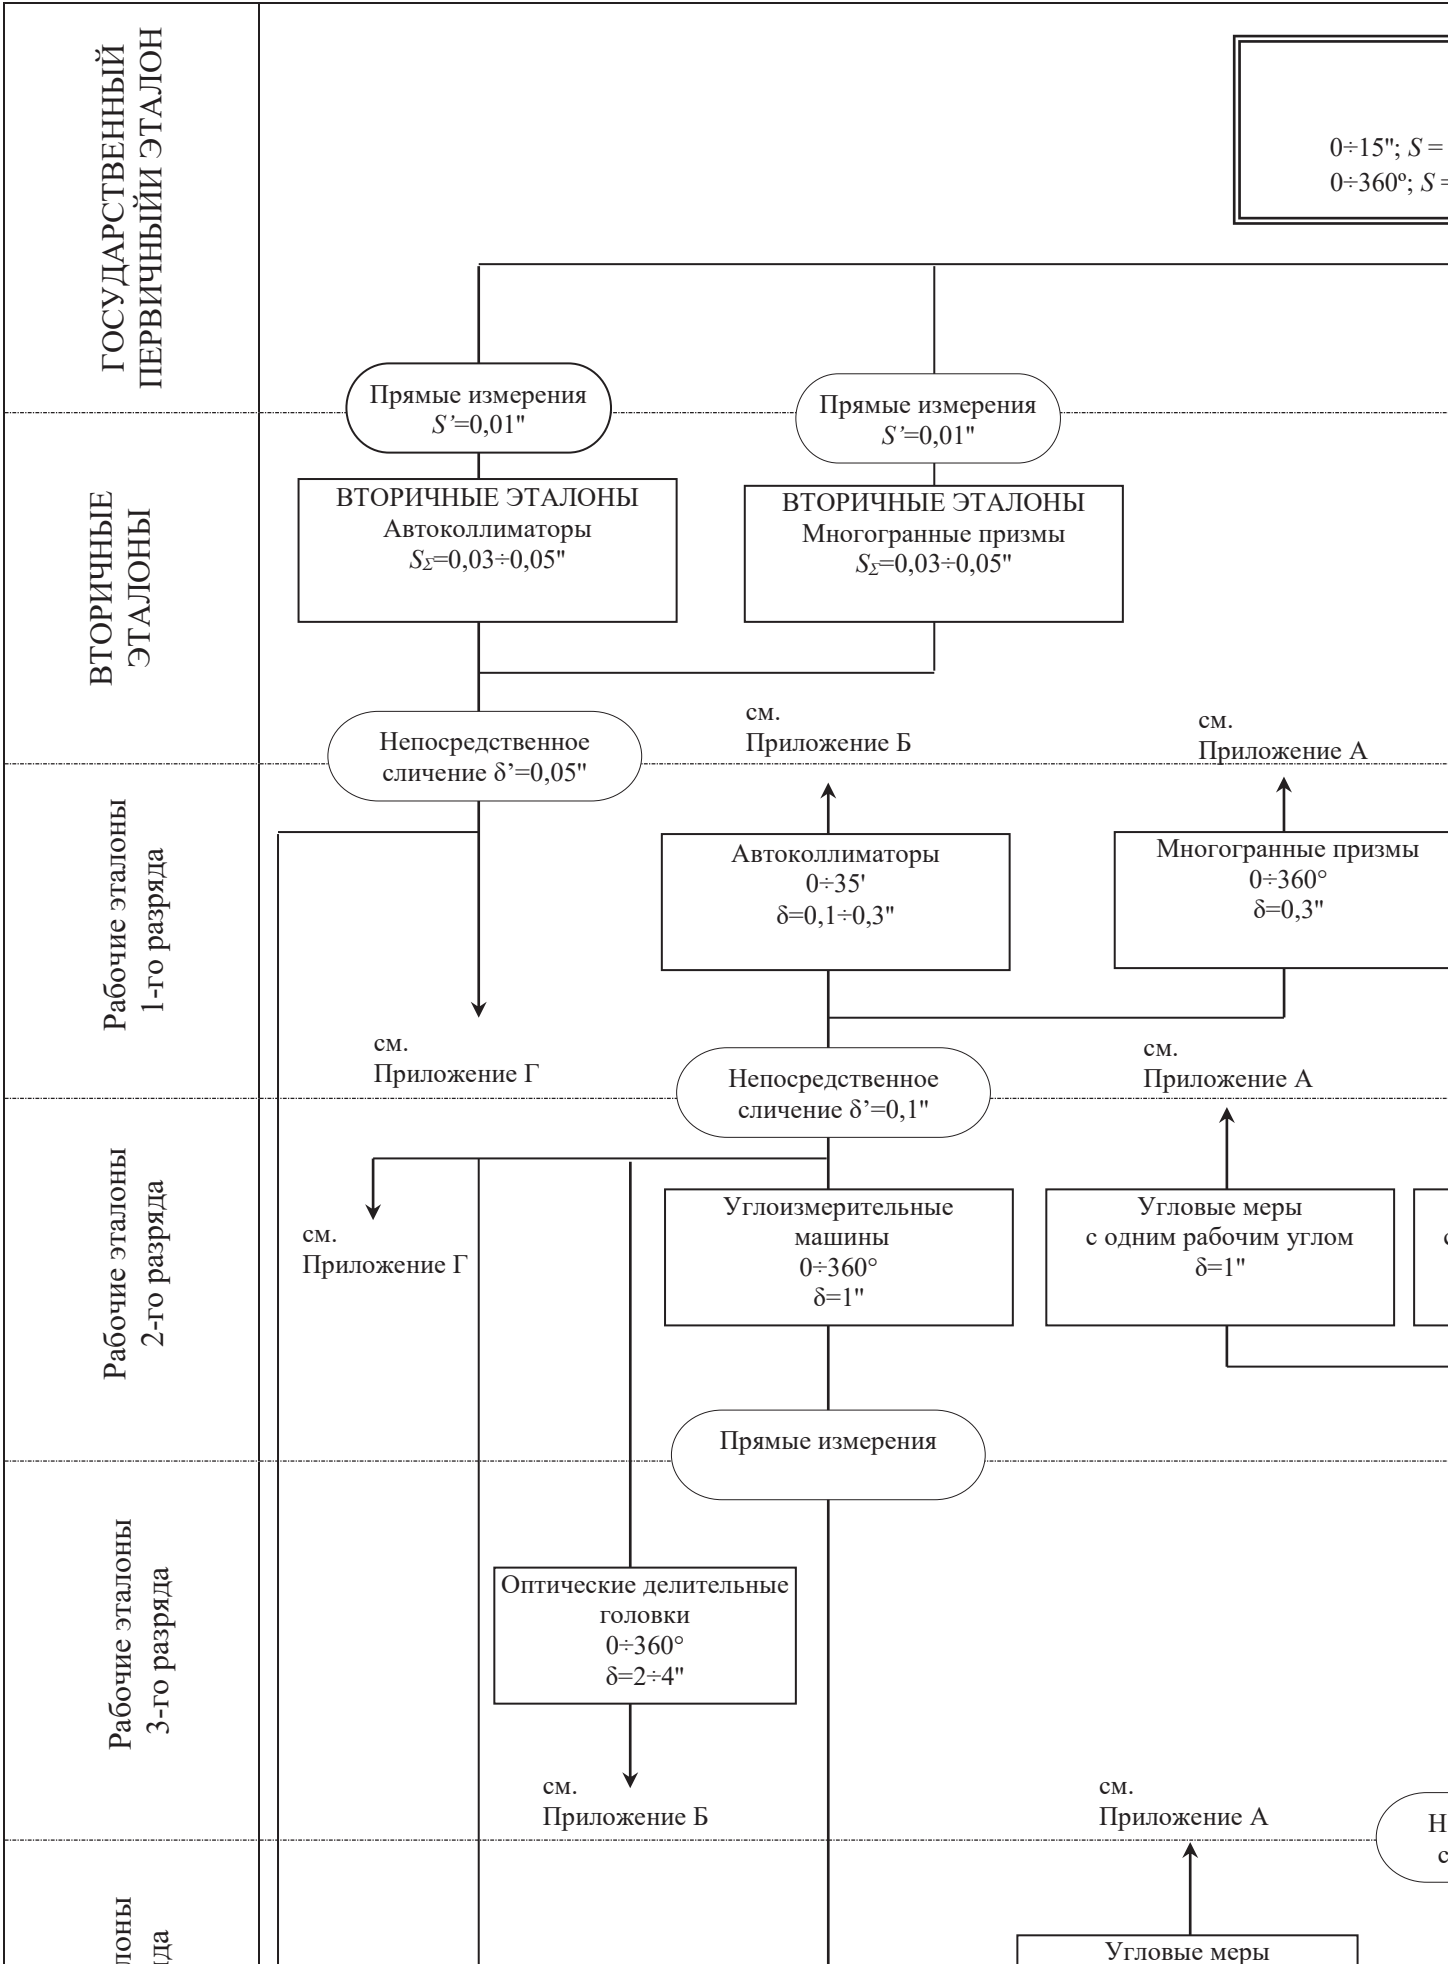 ГОСУДАРСТВЕННЫЙ
ПЕРВИЧНЫЙИ ЭТАЛОН
0÷15"; S =
0÷360º; S =
Прямые измерения
S’=0,01"
Прямые измерения
S’=0,01"
ВТОРИЧНЫЕ
ЭТАЛОНЫ
ВТОРИЧНЫЕ ЭТАЛОНЫ
Автоколлиматоры
SΣ=0,03÷0,05"
ВТОРИЧНЫЕ ЭТАЛОНЫ
Многогранные призмы
SΣ=0,03÷0,05"
Непосредственное
сличение δ’=0,05"
см.
Приложение Б
см.
Приложение А
Рабочие эталоны
1-го разряда
Автоколлиматоры
0÷35'
δ=0,1÷0,3"
Многогранные призмы
0÷360°
δ=0,3"
см.
Приложение Г
Непосредственное
сличение δ’=0,1"
см.
Приложение А
Рабочие эталоны
2-го разряда
см.
Приложение Г
Углоизмерительные
машины
0÷360°
δ=1"
Угловые меры
с одним рабочим углом
δ=1"
с
Прямые измерения
Рабочие эталоны
3-го разряда
Оптические делительные
головки
0÷360°
δ=2÷4"
см.
Приложение Б
см.
Приложение А
Н
с
лоны
да
Угловые меры